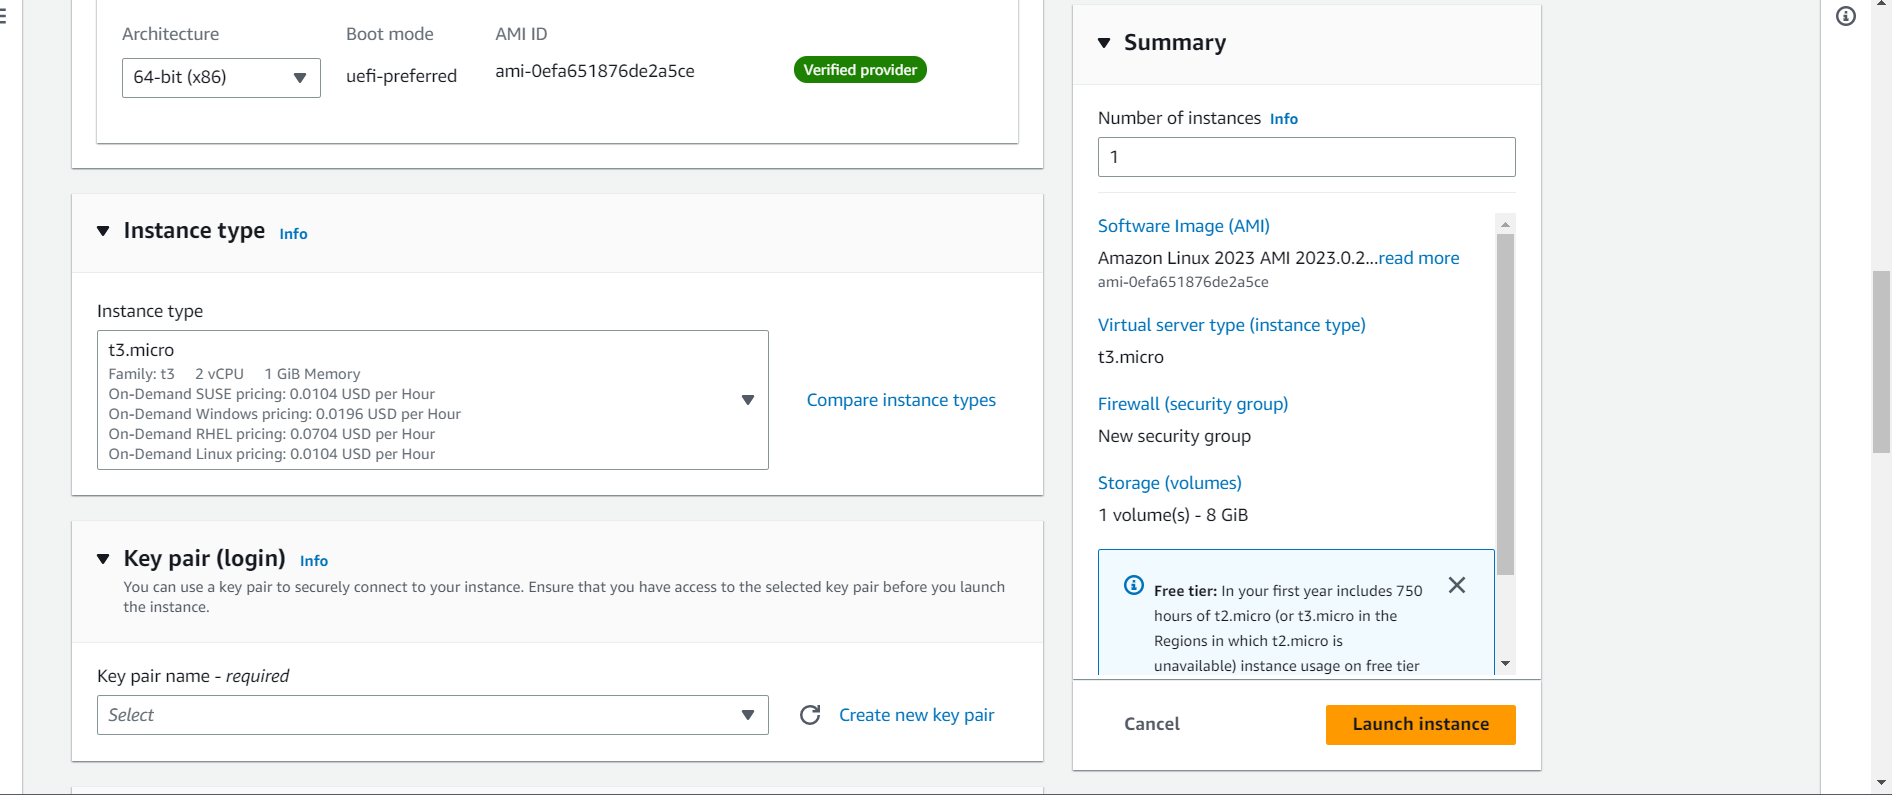 Architecture
Boot mode
AMI ID
64-bit (x86)
uefi-preferred
ami-0efa651876de2a5ce
Verified provider
Instance type Info
Instance type
t3.micro
Family: t3 2 vCPU 1 GiB Memory
On-Demand SUSE pricing: 0.0104 USD per Hour
On-Demand Windows pricing: 0.0196 USD per Hour
On-Demand RHEL pricing: 0.0704 USD per Hour
On-Demand Linux pricing: 0.0104 USD per Hour
Compare instance types
Key pair (login) Info
You can use a key pair to securely connect to your instance. Ensure that you have access to the selected key pair before you launch
the instance.
Key pair name - required
Select
Create new key pair
Summary
Number of instances Info
1
Software Image (AMI)
Amazon Linux 2023 AMI 2023.0.2...read more
ami-0efa651876de2a5ce
Virtual server type (instance type)
t3.micro
Firewall (security group)
New security group
Storage (volumes)
1 volume(s) - 8 GiB
Free tier: In your first year includes 750
hours of t2.micro (or t3.micro in the
Regions in which t2.micro is
unavailable) instance usage on free tier
Cancel
Launch instance